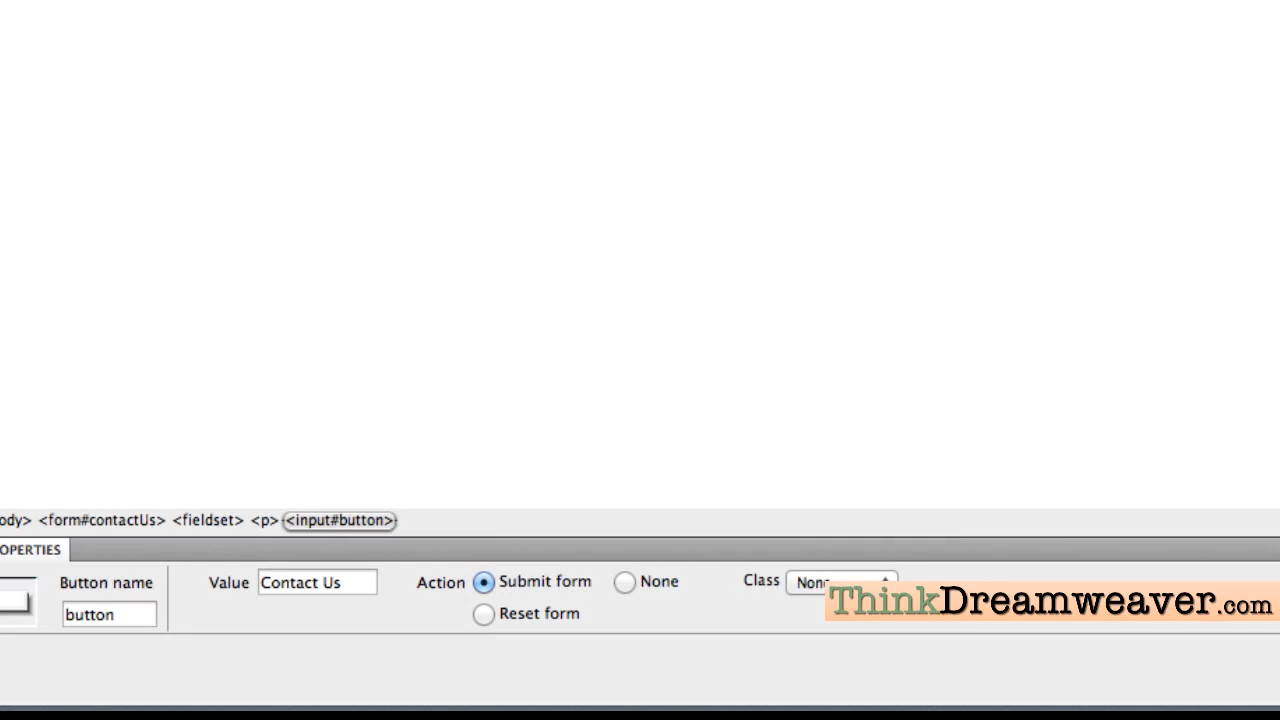 ody> <form#contactUs> <fieldset> <p> <input#button>
OPERTIES
Button name Value Contact Us Action Submit form None Class None
button Reset form
ThinkDreamweaver.com